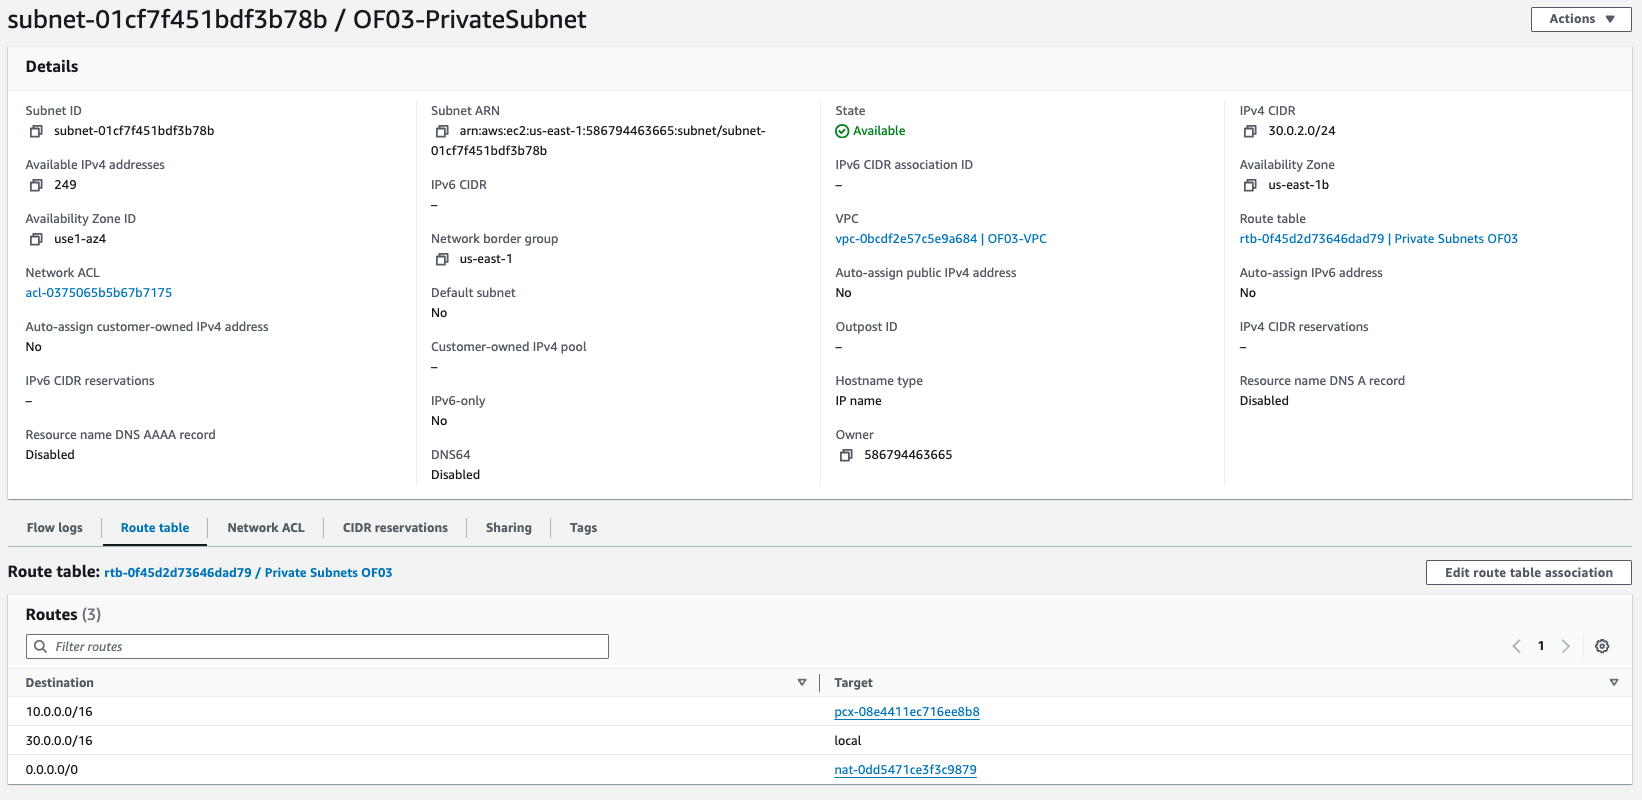 subnet-01cf7f451bdf3b78b / OF03-PrivateSubnet
Actions
Details
Subnet ID
subnet-01cf7f451bdf3b78b
Available IPv4 addresses
249
Availability Zone ID
use1-az4
Network ACL
acl-0375065b5b67b7175
Auto-assign customer-owned IPv4 address
No
IPv6 CIDR reservations
–
Resource name DNS AAAA record
Disabled
Subnet ARN
arn:aws:ec2:us-east-1:586794463665:subnet/subnet-
01cf7f451bdf3b78b
IPv6 CIDR
–
Network border group
us-east-1
Default subnet
No
Customer-owned IPv4 pool
–
IPv6-only
No
DNS64
Disabled
State
Available
IPv6 CIDR association ID
–
VPC
vpc-0bcdf2e57c5e9a684 | OF03-VPC
Auto-assign public IPv4 address
No
Outpost ID
–
Hostname type
IP name
Owner
586794463665
IPv4 CIDR
30.0.2.0/24
Availability Zone
us-east-1b
Route table
rtb-0f45d2d73646dad79 | Private Subnets OF03
Auto-assign IPv6 address
No
IPv4 CIDR reservations
–
Resource name DNS A record
Disabled
Flow logs Route table Network ACL CIDR reservations Sharing Tags
Route table: rtb-0f45d2d73646dad79 / Private Subnets OF03
Edit route table association
Routes (3)
Filter routes
1
Destination Target
10.0.0.0/16 pcx-08e4411ec716ee8b8
30.0.0.0/16 local
0.0.0.0/0 nat-0dd5471ce3f3c9879